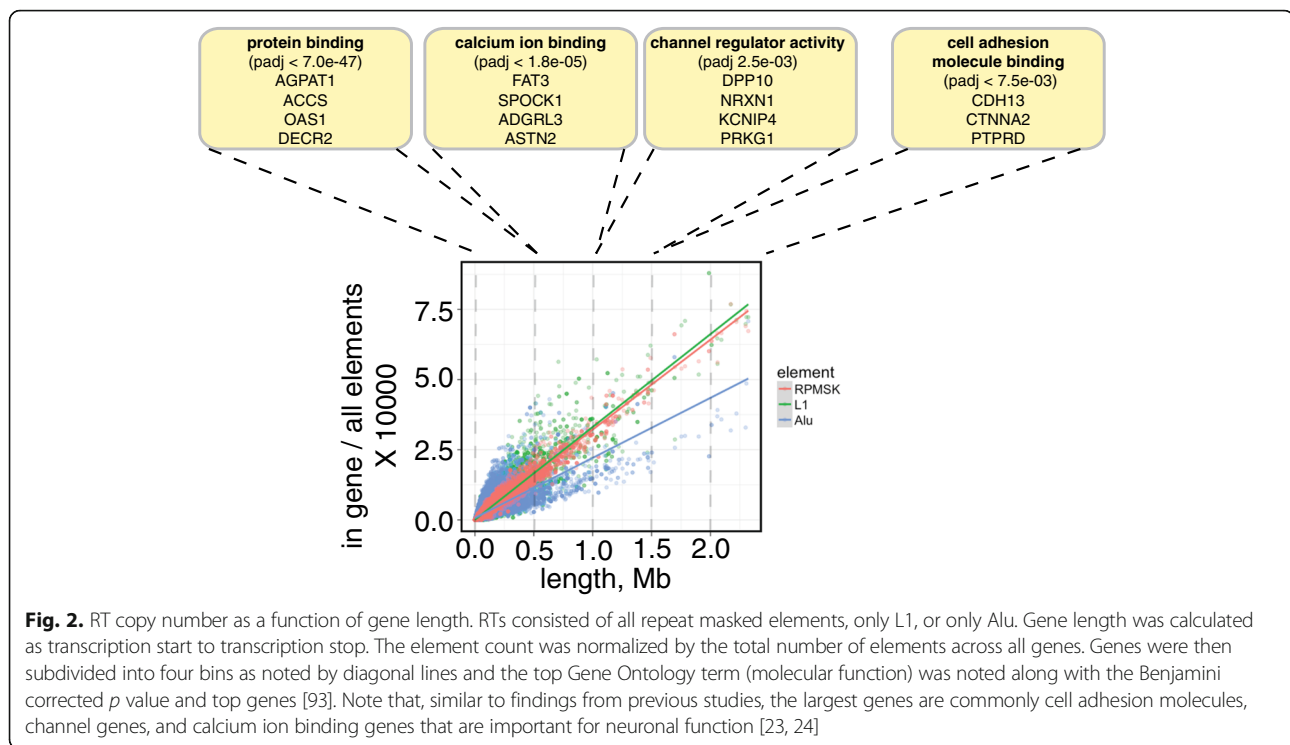 protein binding
(padj < 7.0e-47)
AGPAT1
ACCS
OAS1
DECR2
calcium ion binding
(padj < 1.8e-05)
FAT3
SPOCK1
ADGRL3
ASTN2
channel regulator activity
(padj 2.5e-03)
DPP10
NRXN1
KCNIP4
PRKG1
cell adhesion
molecule binding
(padj < 7.5e-03)
CDH13
CTNNA2
PTPRD
in gene / all elements
X 10000
7.5
5.0
2.5
0.0
0.0 0.5 1.0 1.5 2.0
length, Mb
element
RPMSK
L1
Alu
Fig. 2. RT copy number as a function of gene length. RTs consisted of all repeat masked elements, only L1, or only Alu. Gene length was calculated
as transcription start to transcription stop. The element count was normalized by the total number of elements across all genes. Genes were then
subdivided into four bins as noted by diagonal lines and the top Gene Ontology term (molecular function) was noted along with the Benjamini
corrected p value and top genes [93]. Note that, similar to findings from previous studies, the largest genes are commonly cell adhesion molecules,
channel genes, and calcium ion binding genes that are important for neuronal function [23, 24]